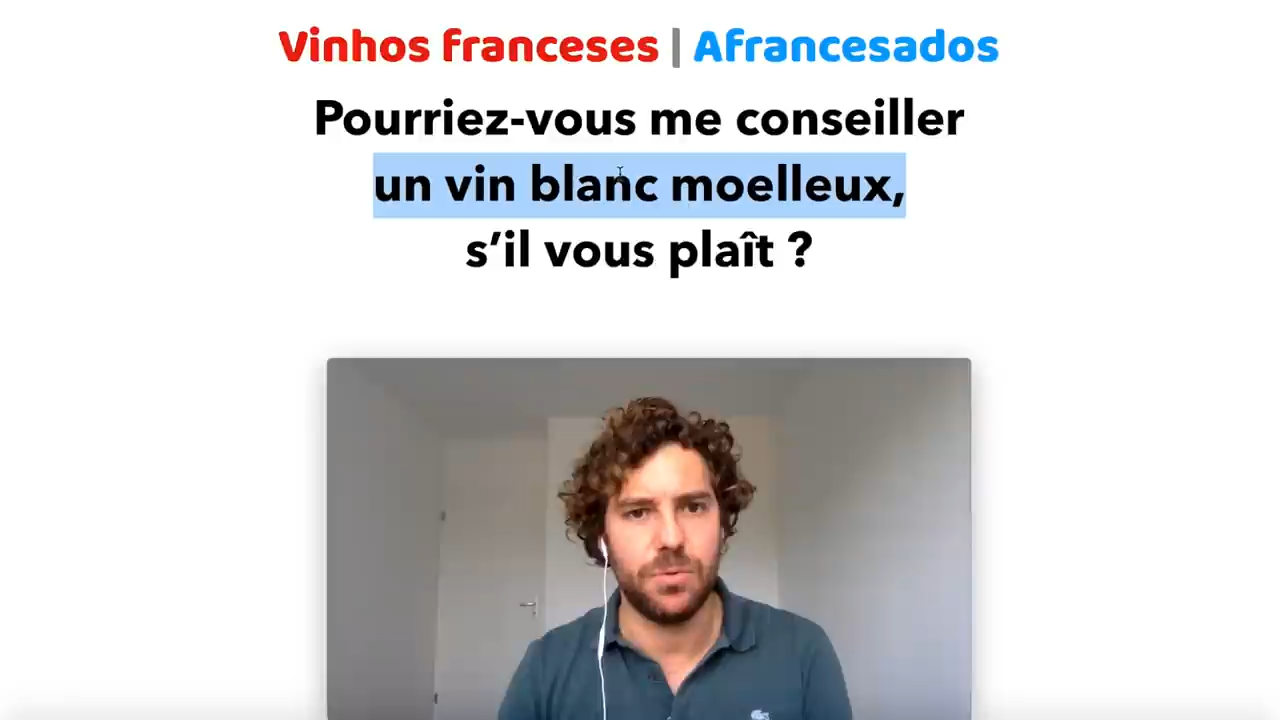 Vinhos franceses | Afrancesados
Pourriez-vous me conseiller
un vin blanc moelleux,
s’il vous plaît ?